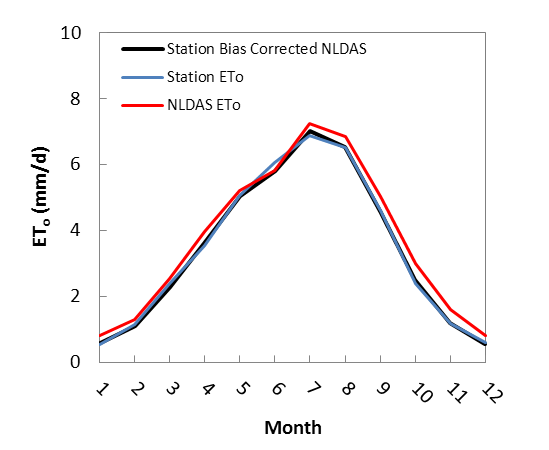 10
Station Bias Corrected NLDAS
Station ETo
NLDAS ETo
8
6
4
2
0
ETo (mm/d)
1 2 3 4 5 6 7 8 9 10 11 12
Month